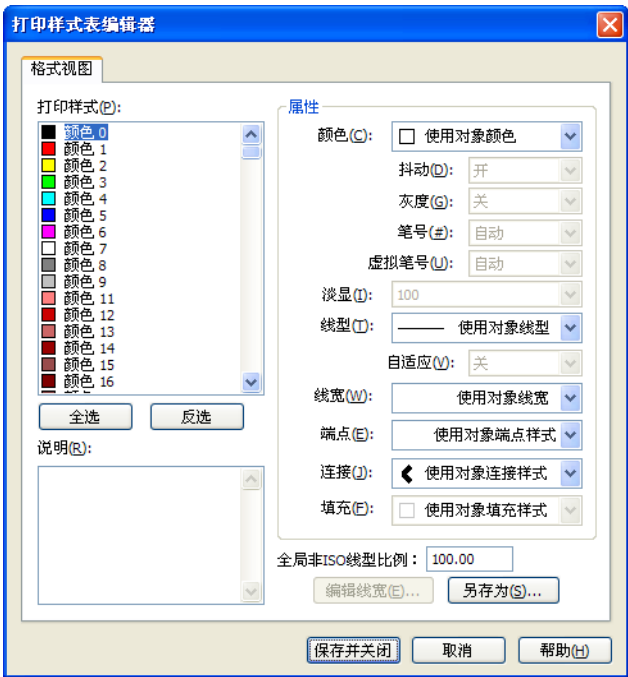 打印样式表编辑器
格式视图
打印样式(P):
颜色 0
颜色 1
颜色 2
颜色 3
颜色 4
颜色 5
颜色 6
颜色 7
颜色 8
颜色 9
颜色 11
颜色 12
颜色 13
颜色 14
颜色 15
颜色 16
全选
反选
说明(R):
属性
颜色(C): 使用对象颜色
抖动(D): 开
灰度(G): 关
笔号(#): 自动
虚拟笔号(U): 自动
淡显(I): 100
线型(T): 使用对象线型
自适应(V): 关
线宽(W): 使用对象线宽
端点(E): 使用对象端点样式
连接(J): 使用对象连接样式
填充(F): 使用对象填充样式
全局非ISO线型比例： 100.00
编辑线宽(E)...
另存为(S)...
保存并关闭
取消
帮助(H)